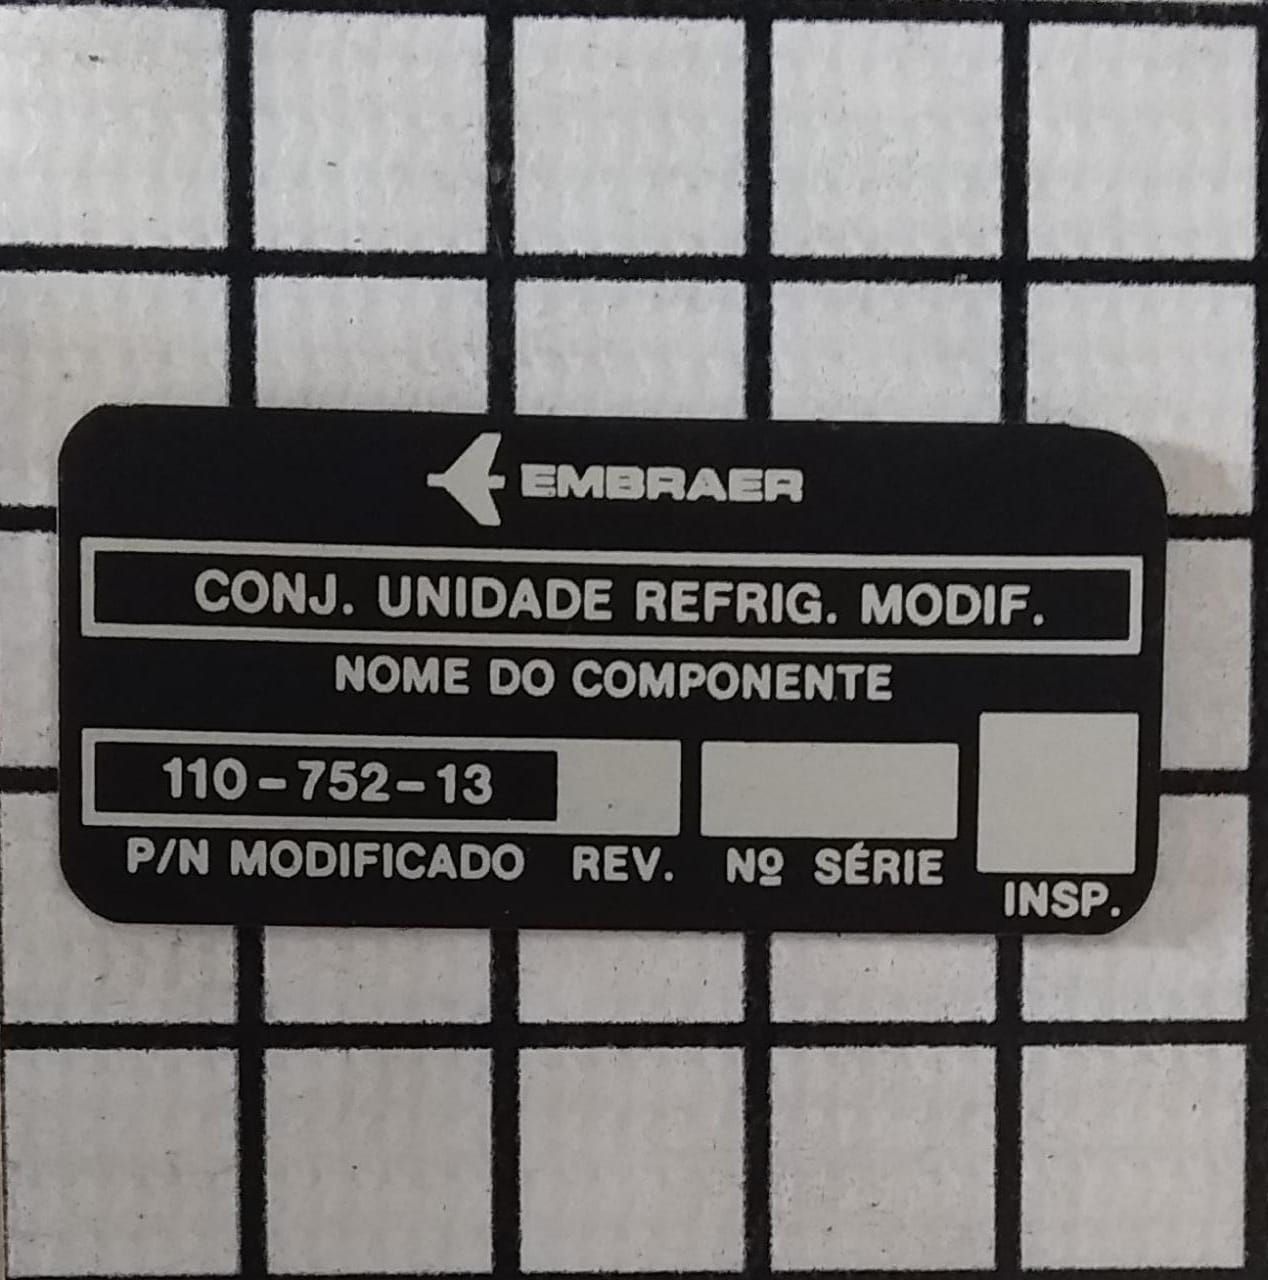 EMBRAER
CONJ. UNIDADE REFRIG. MODIF.
NOME DO COMPONENTE
110-752-13
P/N MODIFICADO REV. Nº SÉRIE
INSP.